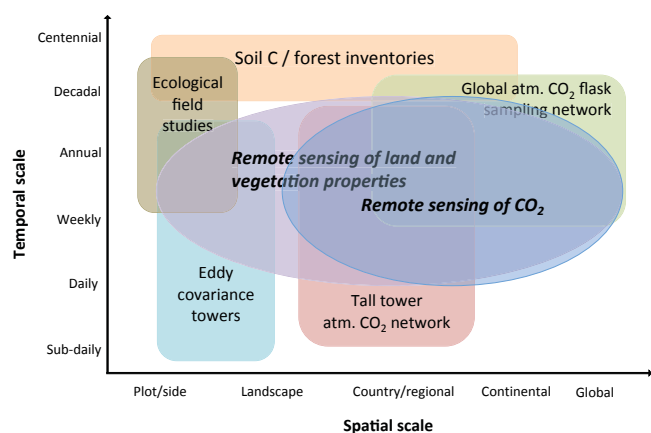 Centennial
Decadal
Annual
Weekly
Daily
Sub-daily
Temporal scale
Soil C / forest inventories
Ecological
field
studies
Global atm. CO₂ flask
sampling network
Remote sensing of land and
vegetation properties
Remote sensing of CO₂
Eddy
covariance
towers
Tall tower
atm. CO₂ network
Plot/side
Landscape
Country/regional
Continental
Global
Spatial scale